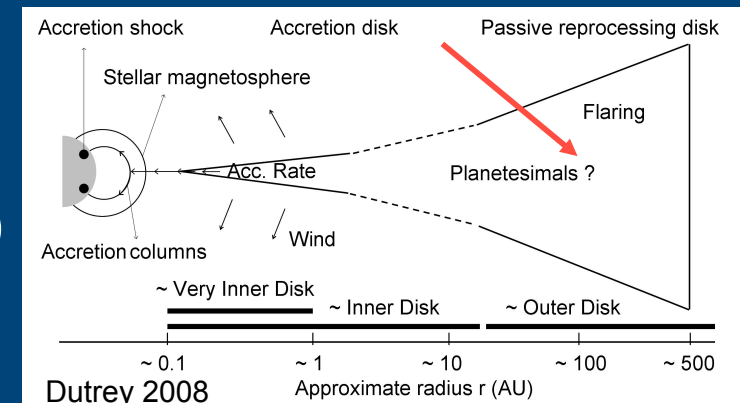 Accretion shock
Accretion disk
Passive reprocessing disk
Stellar magnetosphere
Flaring
Acc. Rate
Planetesimals ?
Wind
Accretion columns
~ Very Inner Disk
~ Inner Disk
~ Outer Disk
~ 0.1
~ 1
~ 10
~ 100
~ 500
Dutrey 2008
Approximate radius r (AU)